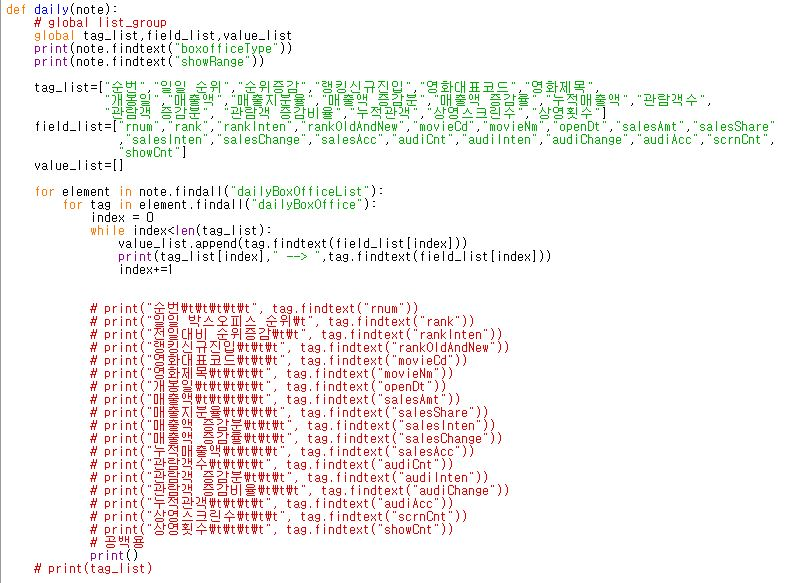 def daily(note):
    # global list_group
    global tag_list,field_list,value_list
    print(note.findtext("boxofficeType"))
    print(note.findtext("showRange"))

    tag_list=["순번","일일 순위","순위증감","랭킹신규진입","영화대표코드","영화제목",
              "개봉일","매출액","매출지분율","매출액 증감분","매출액 증감률","누적매출액","관람객수",
              "관람객 증감분", "관람객 증감비율","누적관객","상영스크린수","상영횟수"]
    field_list=["rnum","rank","rankInten","rankOldAndNew","movieCd","movieNm","openDt","salesAmt","salesShare"
                ,"salesInten","salesChange","salesAcc","audiCnt","audiInten","audiChange","audiAcc","scrnCnt",
                "showCnt"]
    value_list=[]

    for element in note.findall("dailyBoxOfficeList"):
        for tag in element.findall("dailyBoxOffice"):
            index = 0
            while index<len(tag_list):
                value_list.append(tag.findtext(field_list[index]))
                print(tag_list[index]," --> ",tag.findtext(field_list[index]))
                index+=1

            # print("순번₩t₩t₩t₩t₩t", tag.findtext("rnum"))
            # print("일일 박스오피스 순위₩t", tag.findtext("rank"))
            # print("전일대비 순위증감₩t₩t", tag.findtext("rankInten"))
            # print("랭킹신규진입₩t₩t₩t", tag.findtext("rankOldAndNew"))
            # print("영화대표코드₩t₩t₩t", tag.findtext("movieCd"))
            # print("영화제목₩t₩t₩t₩t", tag.findtext("movieNm"))
            # print("개봉일₩t₩t₩t₩t₩t", tag.findtext("openDt"))
            # print("매출액₩t₩t₩t₩t₩t", tag.findtext("salesAmt"))
            # print("매출지분율₩t₩t₩t₩t", tag.findtext("salesShare"))
            # print("매출액 증감분₩t₩t₩t", tag.findtext("salesInten"))
            # print("매출액 증감률₩t₩t₩t", tag.findtext("salesChange"))
            # print("누적매출액₩t₩t₩t₩t", tag.findtext("salesAcc"))
            # print("관람객수₩t₩t₩t₩t", tag.findtext("audiCnt"))
            # print("관람객 증감분₩t₩t₩t", tag.findtext("audiInten"))
            # print("관람객 증감비율₩t₩t₩t", tag.findtext("audiChange"))
            # print("누적관객₩t₩t₩t₩t", tag.findtext("audiAcc"))
            # print("상영스크린수₩t₩t₩t", tag.findtext("scrnCnt"))
            # print("상영횟수₩t₩t₩t₩t", tag.findtext("showCnt"))
            # 공백용
            print()
    # print(tag_list)